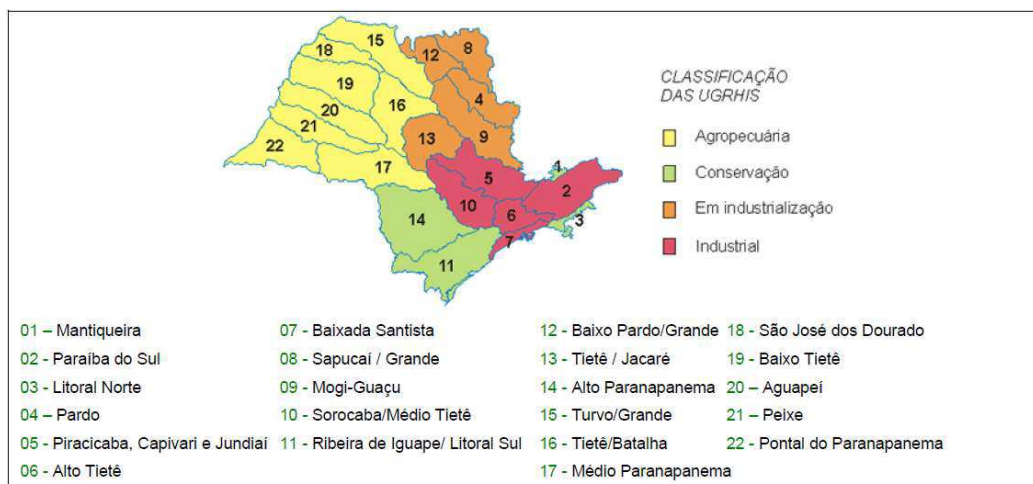 15
18
12
8
19
4
16
20
13
9
21
22
17
5
1
2
10
6
3
14
7
11
CLASSIFICAÇÃO
DAS UGRHIS
Agropecuária
Conservação
Em industrialização
Industrial
01 – Mantiqueira
02 - Paraíba do Sul
03 - Litoral Norte
04 - Pardo
05 - Piracicaba, Capivari e Jundiaí
06 - Alto Tietê
07 - Baixada Santista
08 - Sapucaí / Grande
09 - Mogi-Guaçu
10 - Sorocaba/Médio Tietê
11 - Ribeira de Iguape/ Litoral Sul
12 - Baixo Pardo/Grande
13 - Tietê / Jacaré
14 - Alto Paranapanema
15 - Turvo/Grande
16 - Tietê/Batalha
17 - Médio Paranapanema
18 - São José dos Dourado
19 - Baixo Tietê
20 – Aguapeí
21 – Peixe
22 - Pontal do Paranapanema